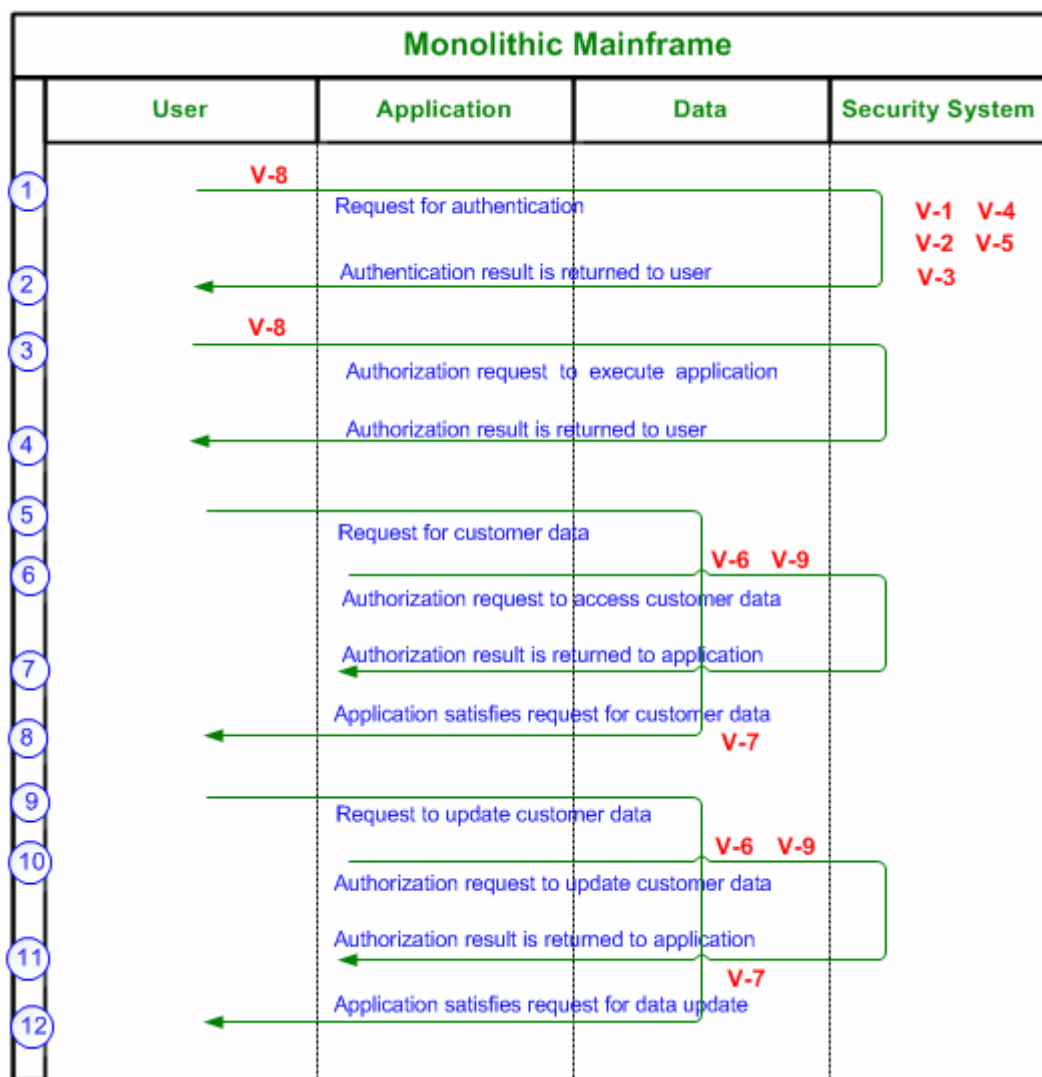 Monolithic Mainframe
User Application Data Security System
1 V-8
Request for authentication
V-1 V-4
V-2 V-5
V-3
2 Authentication result is returned to user
3 V-8
Authorization request to execute application
4 Authorization result is returned to user
5
Request for customer data
6 V-6 V-9
Authorization request to access customer data
7 Authorization result is returned to application
8 Application satisfies request for customer data
V-7
9
Request to update customer data
10 V-6 V-9
Authorization request to update customer data
11 Authorization result is returned to application
V-7
12 Application satisfies request for data update